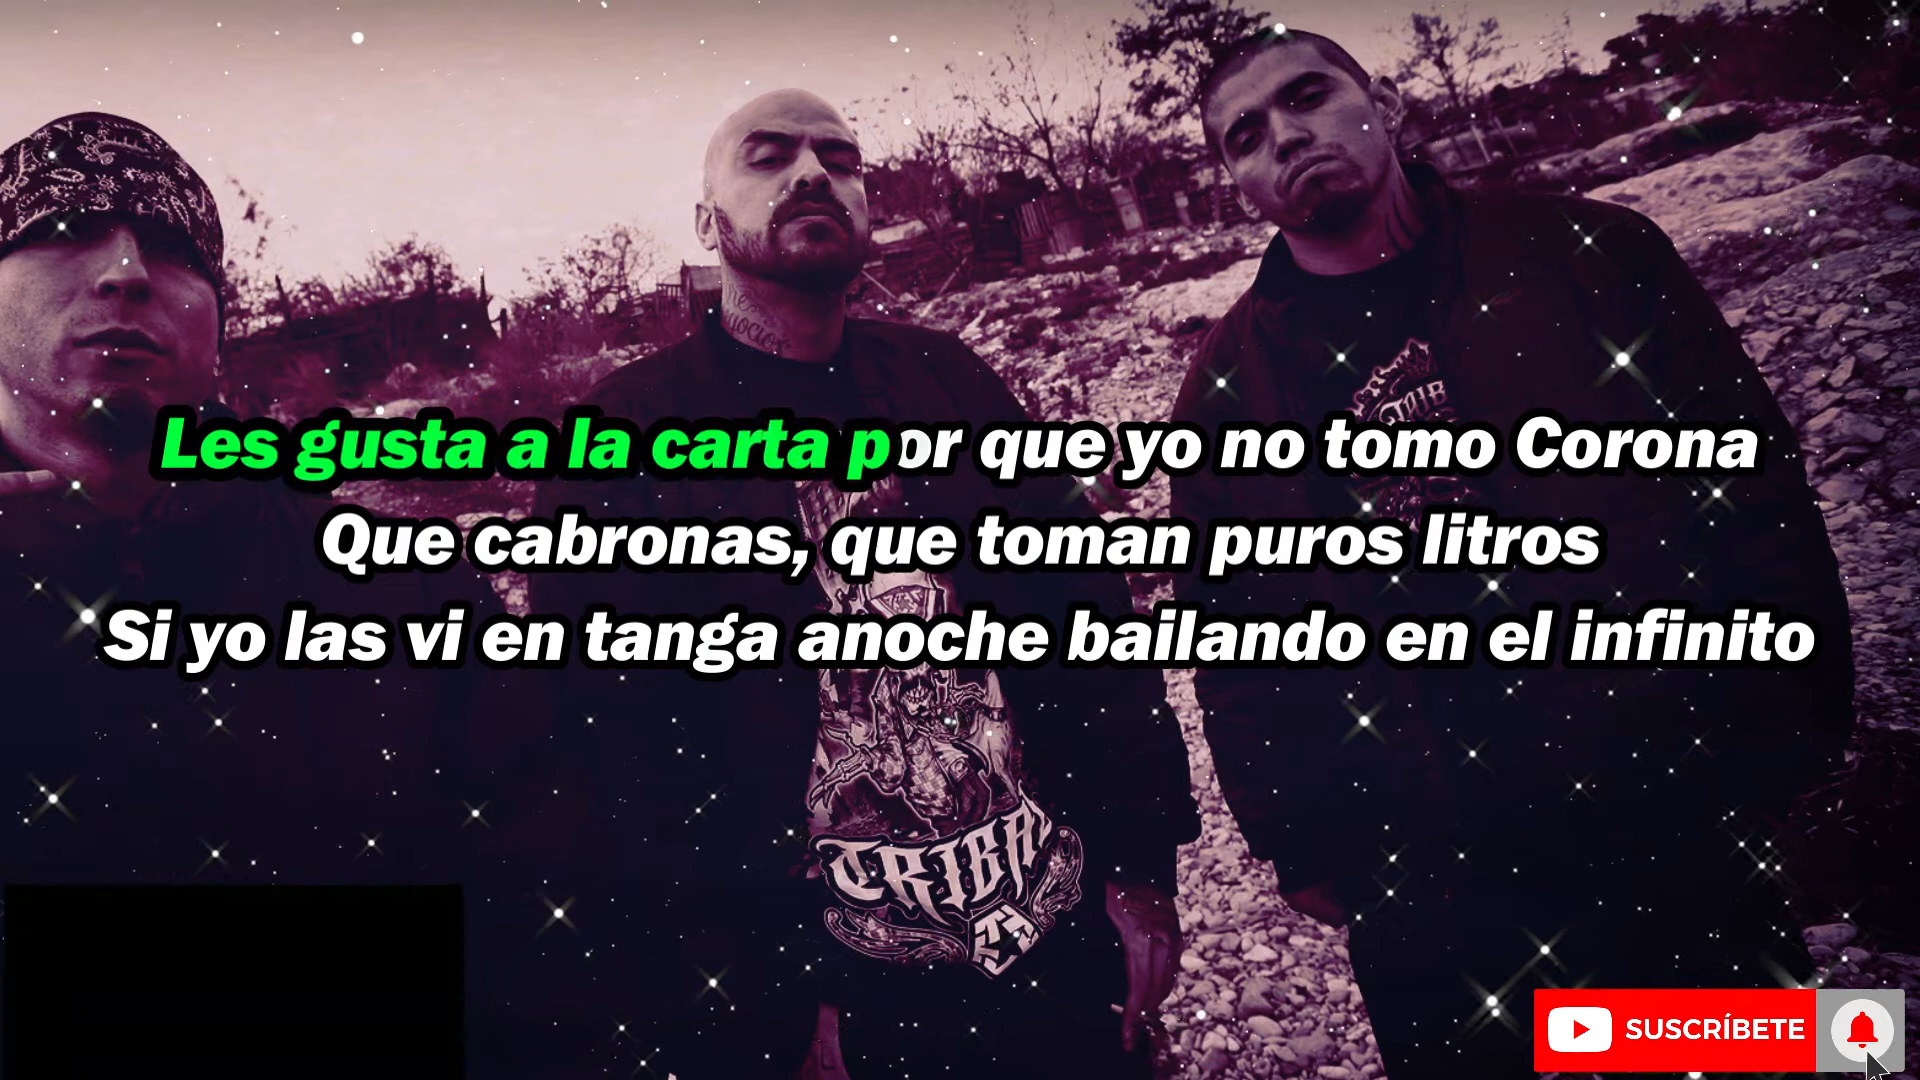 Les gusta a la carta por que yo no tomo Corona
Que cabronas, que toman puros litros
Si yo las vi en tanga anoche bailando en el infinito
TRIBAL
SUSCRÍBETE